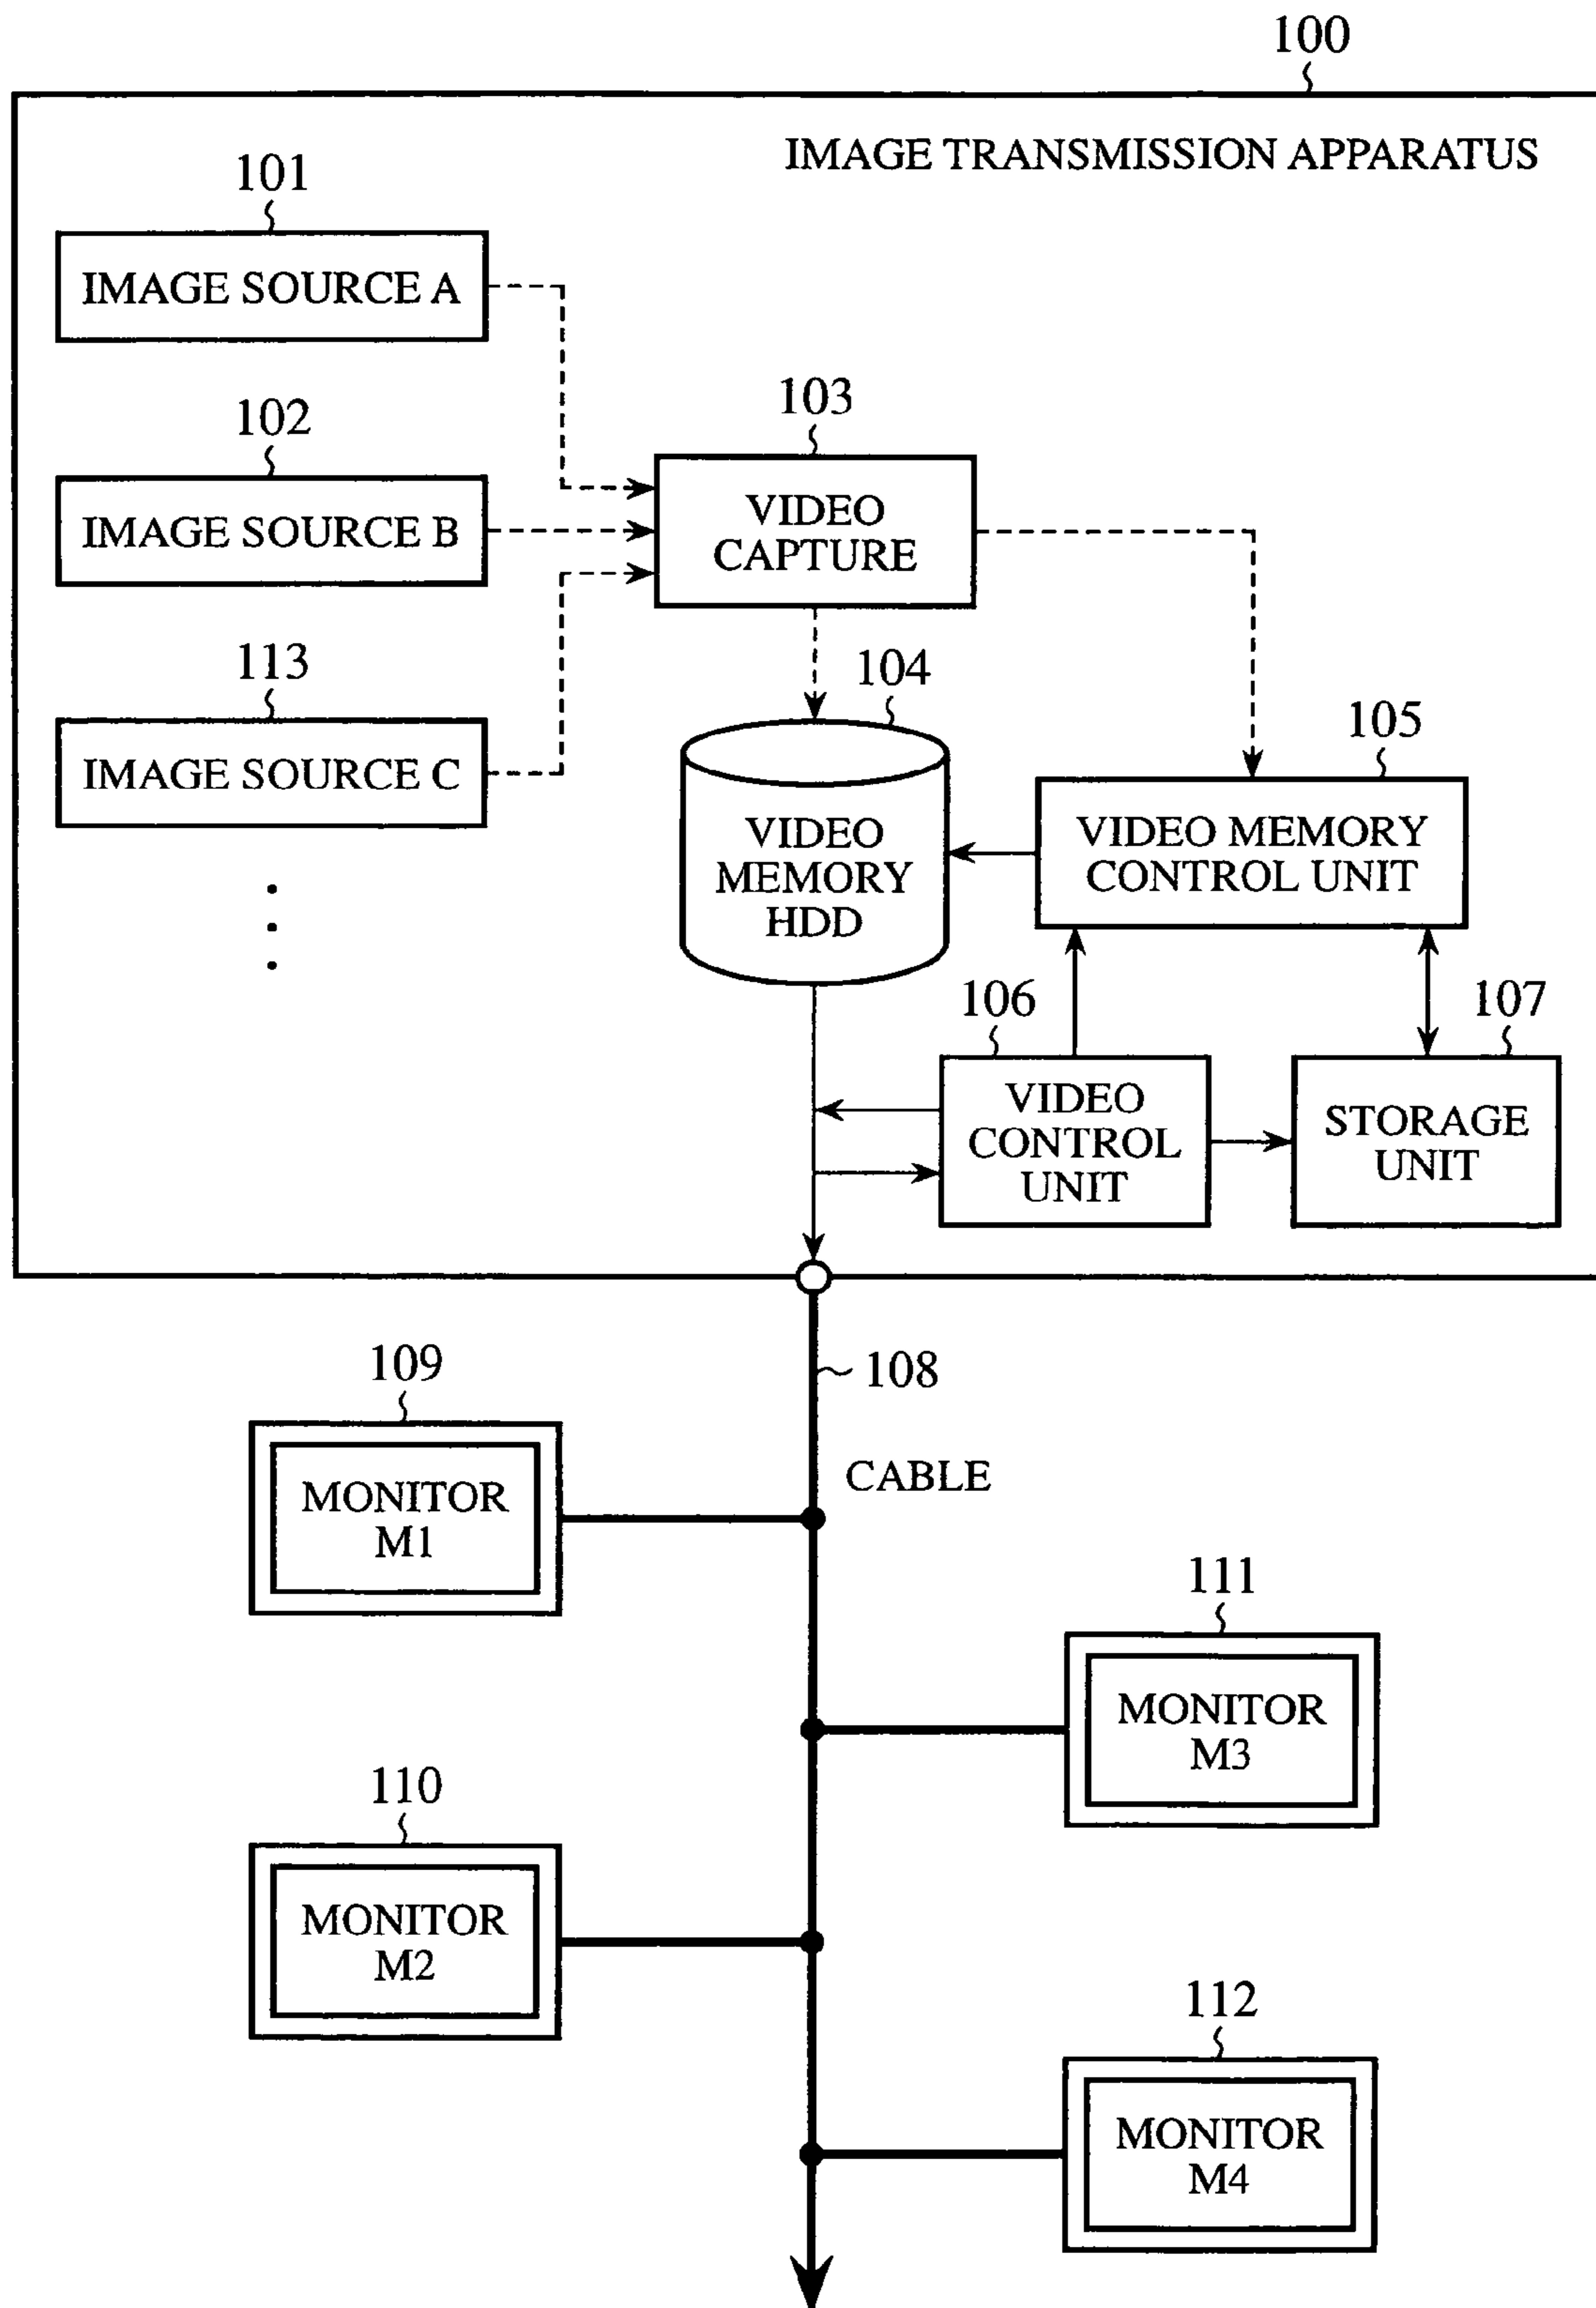 100
IMAGE TRANSMISSION APPARATUS
101
IMAGE SOURCE A
102
IMAGE SOURCE B
113
IMAGE SOURCE C
103
VIDEO
CAPTURE
104
VIDEO
MEMORY
HDD
105
VIDEO MEMORY
CONTROL UNIT
106
VIDEO
CONTROL
UNIT
107
STORAGE
UNIT
108
CABLE
109
MONITOR
M1
111
MONITOR
M3
110
MONITOR
M2
112
MONITOR
M4